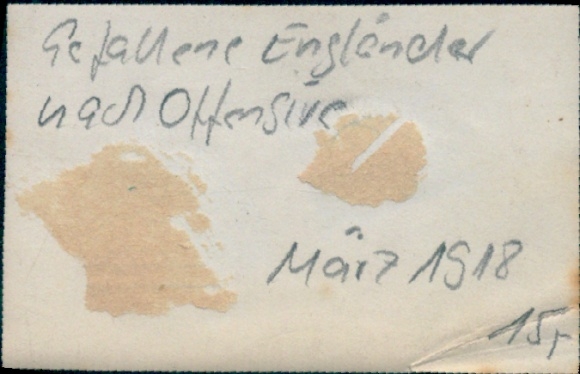 Gefallene Engländer
nach Offensive
März 1918
15,-